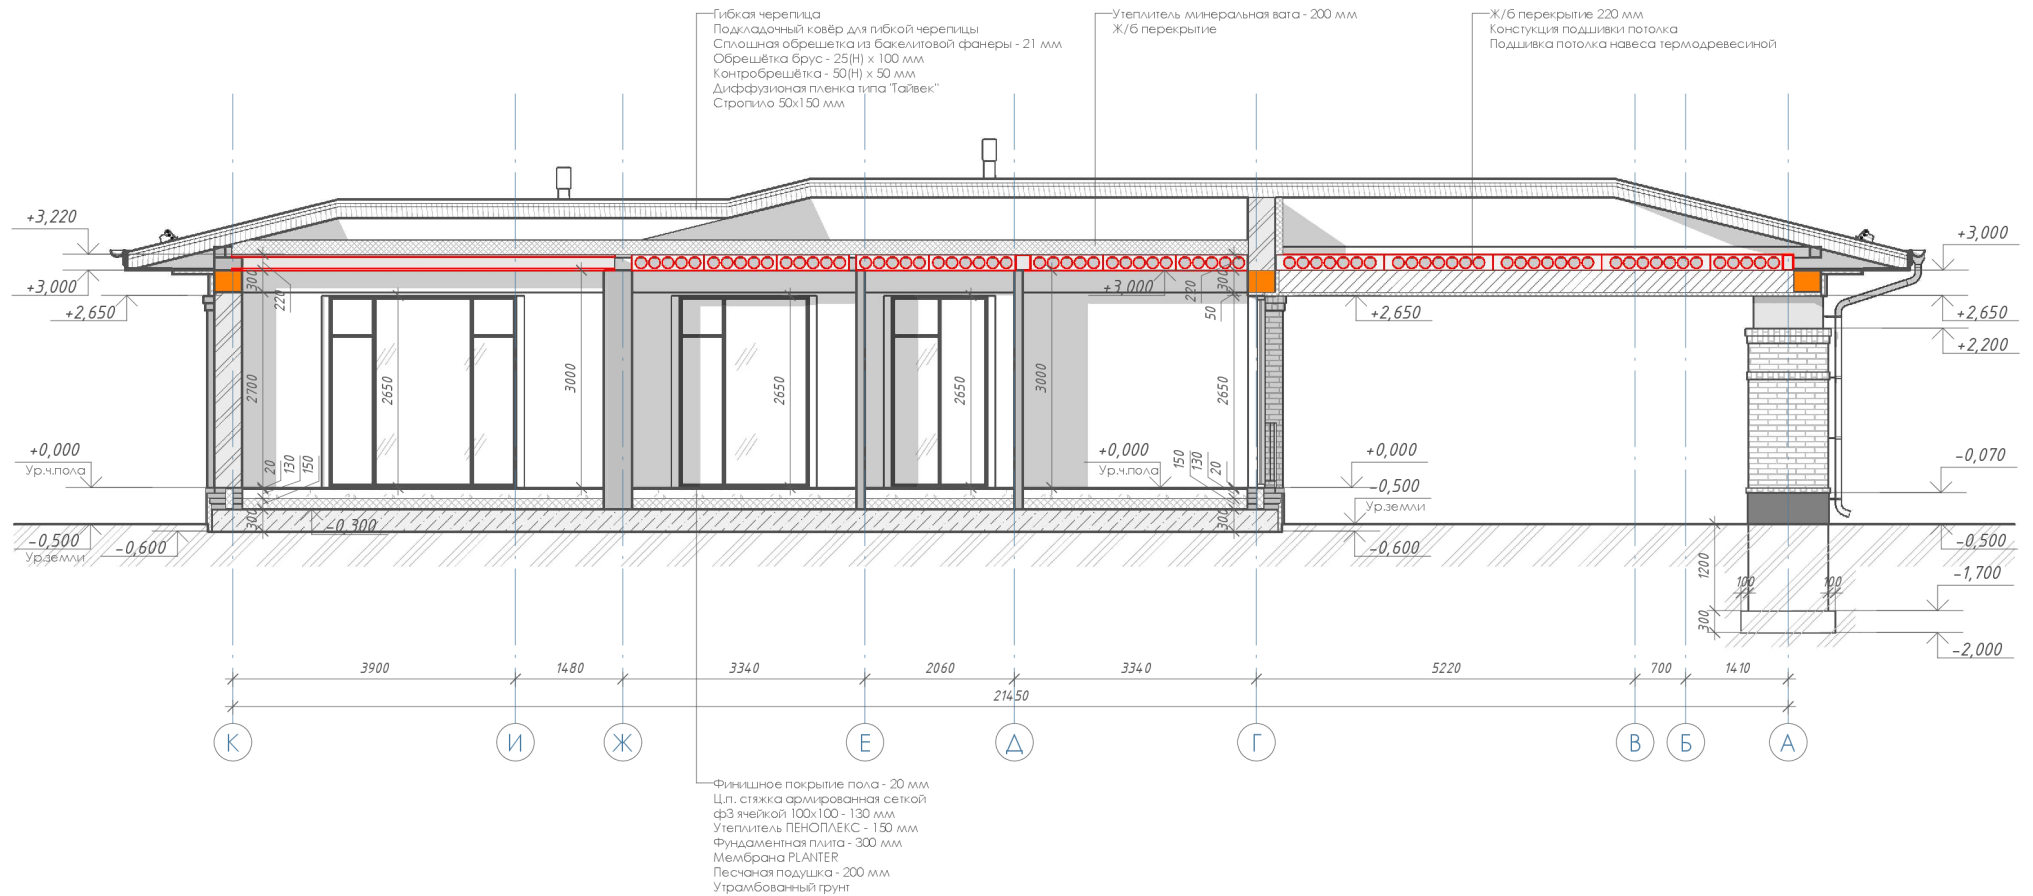 Гибкая черепица
Подкладочный ковёр для гибкой черепицы
Сплошная обрешетка из бакелитовой фанеры - 21 мм
Обрешётка брус - 25(Н) х 100 мм
Контробрешётка - 50(Н) х 50 мм
Диффузионая пленка типа "Тайвек"
Стропило 50х150 мм
Утеплитель минеральная вата - 200 мм
Ж/б перекрытие
Ж/б перекрытие 220 мм
Констукция подшивки потолка
Подшивка потолка навеса термодревесиной
+3,220
+3,000
+2,650
+0,000
Ур.ч.пола
-0,500
Ур.земли
-0,600
300
220
2700
20
130
150
300
-0,300
2650
3000
2650
2650
3000
+3,000
220
300
50
2650
+0,000
Ур.ч.пола
150
130
20
300
+2,650
+0,000
-0,500
Ур.земли
-0,600
+3,000
+2,650
+2,200
-0,070
-0,500
-1,700
-2,000
1200
300
100
100
3900
1480
3340
2060
3340
5220
700
1410
21450
К
И
Ж
Е
Д
Г
В
Б
А
Финишное покрытие пола - 20 мм
Ц.п. стяжка армированная сеткой
ф3 ячейкой 100х100 - 130 мм
Утеплитель ПЕНОПЛЕКС - 150 мм
Фундаментная плита - 300 мм
Мембрана PLANTER
Песчаная подушка - 200 мм
Утрамбованный грунт